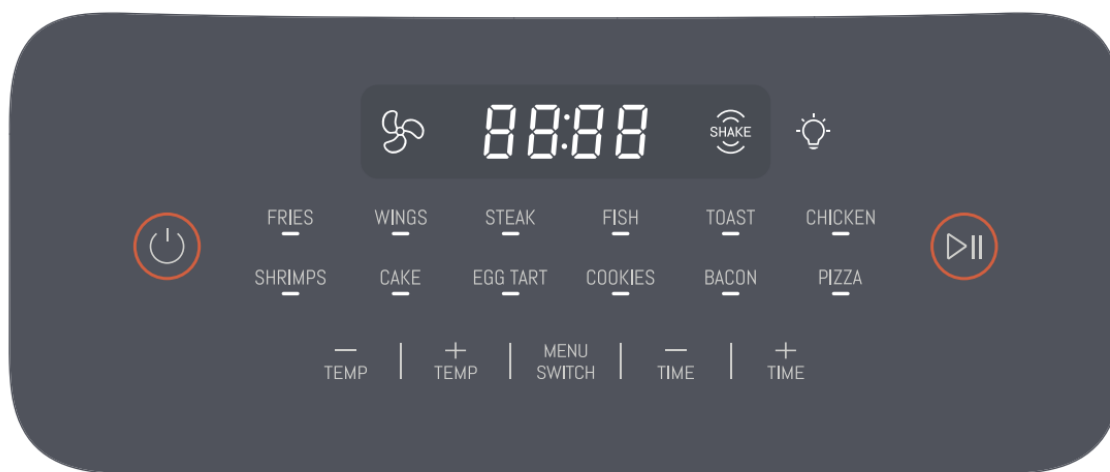 88:88 SHAKE
FRIES WINGS STEAK FISH TOAST CHICKEN
SHRIMPS CAKE EGG TART COOKIES BACON PIZZA
— + MENU — +
TEMP TEMP SWITCH TIME TIME